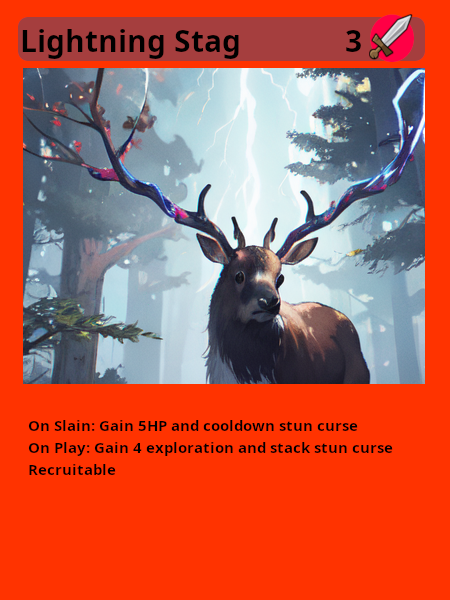 Lightning Stag 3
On Slain: Gain 5HP and cooldown stun curse
On Play: Gain 4 exploration and stack stun curse
Recruitable